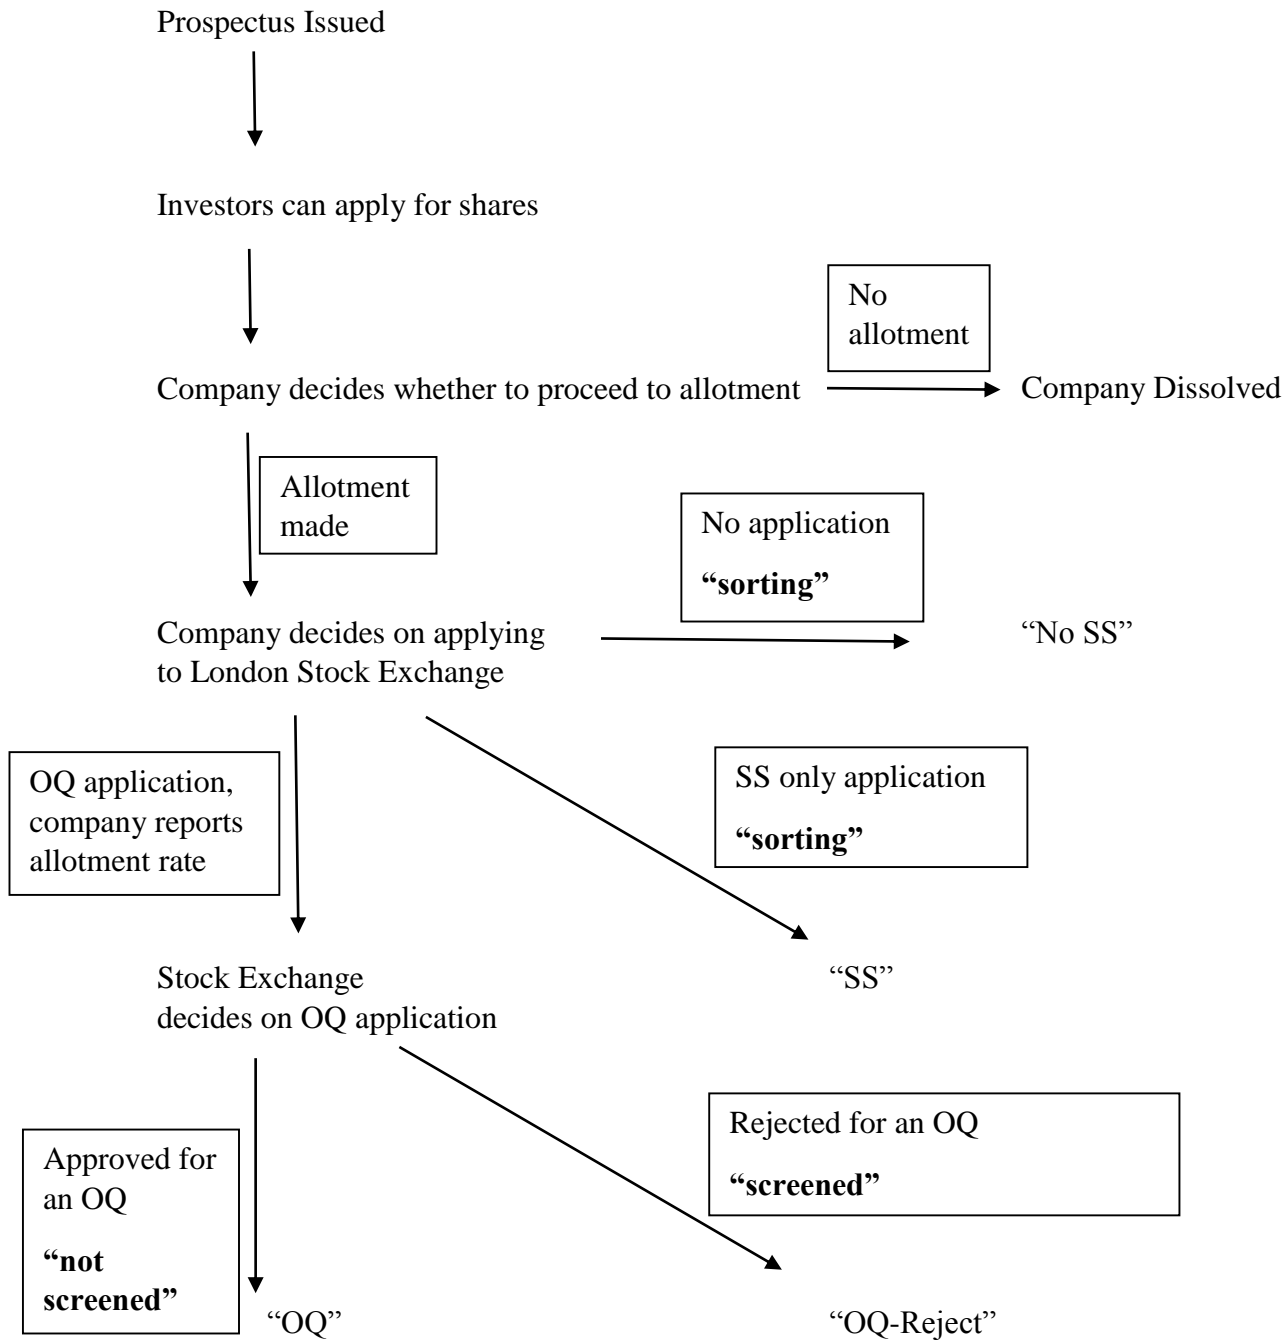 Prospectus Issued
Investors can apply for shares
No
allotment
Company decides whether to proceed to allotment
Company Dissolved
Allotment
made
No application
“sorting”
Company decides on applying
to London Stock Exchange
“No SS”
OQ application,
company reports
allotment rate
SS only application
“sorting”
Stock Exchange
decides on OQ application
“SS”
Approved for
an OQ
“not
screened”
Rejected for an OQ
“screened”
“OQ”
“OQ-Reject”